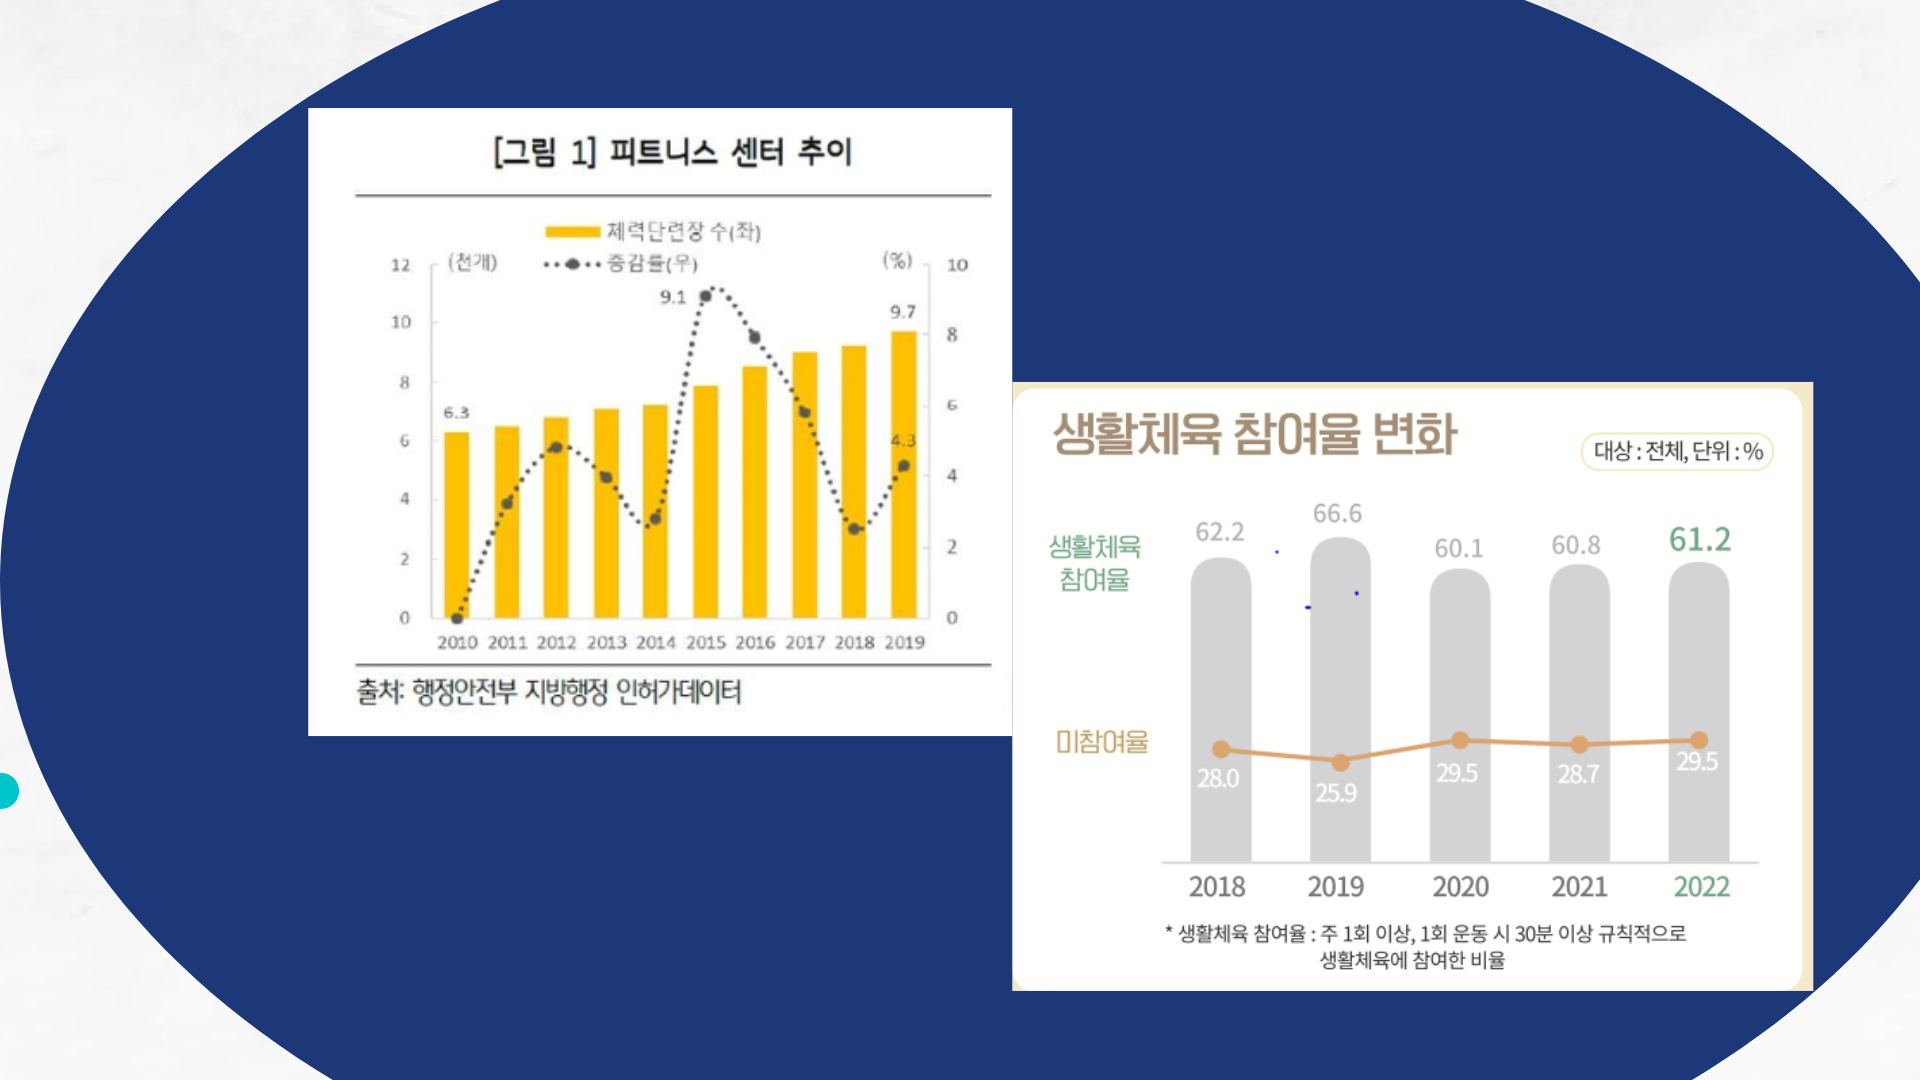 [그림 1] 피트니스 센터 추이
체력단련장 수(좌)
증감률(우)
(천개)
(%)
12
10
8
6
4
2
0
10
8
6
4
2
0
6.3
9.1
9.7
4.3
2010 2011 2012 2013 2014 2015 2016 2017 2018 2019
출처: 행정안전부 지방행정 인허가데이터
생활체육 참여율 변화
대상 : 전체, 단위 : %
생활체육
참여율
62.2 66.6 60.1 60.8 61.2
미참여율
28.0 25.9 29.5 28.7 29.5
2018 2019 2020 2021 2022
* 생활체육 참여율 : 주 1회 이상, 1회 운동 시 30분 이상 규칙적으로
생활체육에 참여한 비율